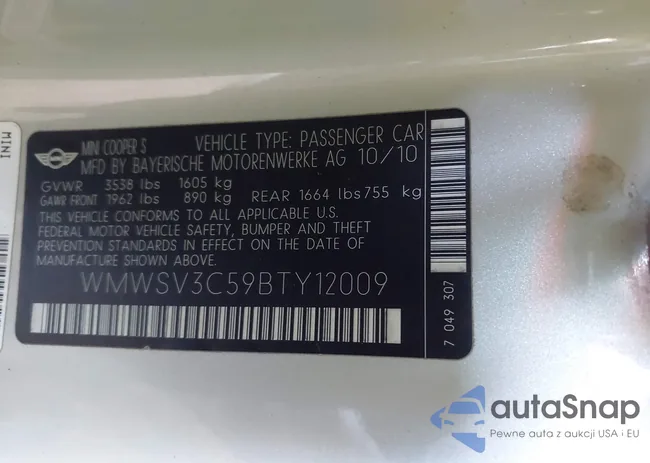 MINI
MINI COOPER S VEHICLE TYPE: PASSENGER CAR
MFD BY BAYERISCHE MOTORENWERKE AG 10/10
GVWR 3538 lbs 1605 kg
GAWR FRONT 1962 lbs 890 kg REAR 1664 lbs 755 kg
THIS VEHICLE CONFORMS TO ALL APPLICABLE U.S.
FEDERAL MOTOR VEHICLE SAFETY, BUMPER AND THEFT
PREVENTION STANDARDS IN EFFECT ON THE DATE OF
MANUFACTURE SHOWN ABOVE
WMWSV3C59BTY12009
7 049 307
autaSnap
Pewne auta z aukcji USA i EU